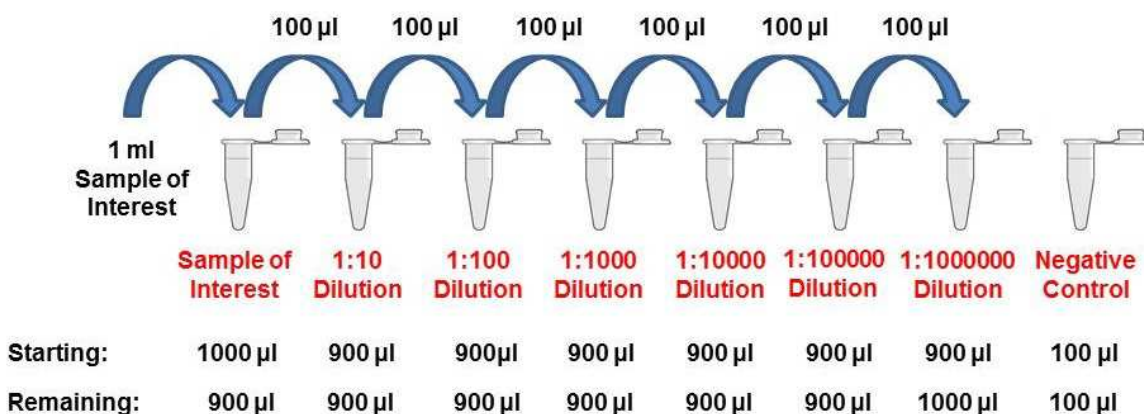 100 µl 100 µl 100 µl 100 µl 100 µl 100 µl
1 ml
Sample of
Interest
Sample of Interest
1:10 Dilution
1:100 Dilution
1:1000 Dilution
1:10000 Dilution
1:100000 Dilution
1:1000000 Dilution
Negative Control
Starting: 1000 µl 900 µl 900µl 900 µl 900 µl 900 µl 900 µl 100 µl
Remaining: 900 µl 900 µl 900 µl 900 µl 900 µl 900 µl 1000 µl 100 µl